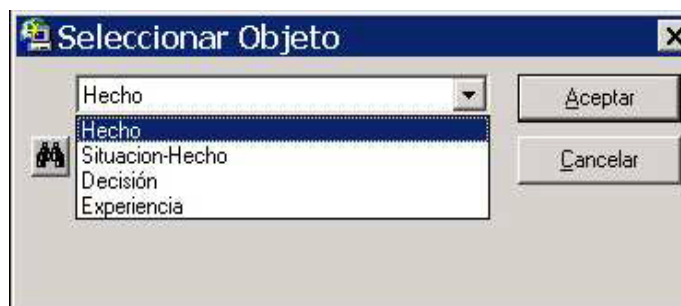 Seleccionar Objeto
Hecho
Aceptar
Hecho
Situacion-Hecho
Decisión
Experiencia
Cancelar